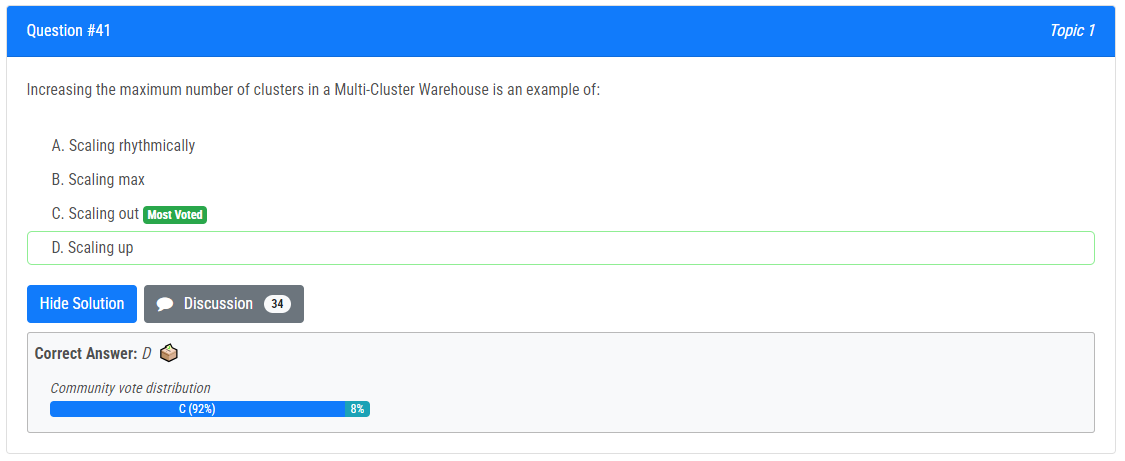 Question #41 Topic 1
Increasing the maximum number of clusters in a Multi-Cluster Warehouse is an example of:
A. Scaling rhythmically
B. Scaling max
C. Scaling out Most Voted
D. Scaling up
Hide Solution Discussion 34
Correct Answer: D
Community vote distribution
C (92%) 8%